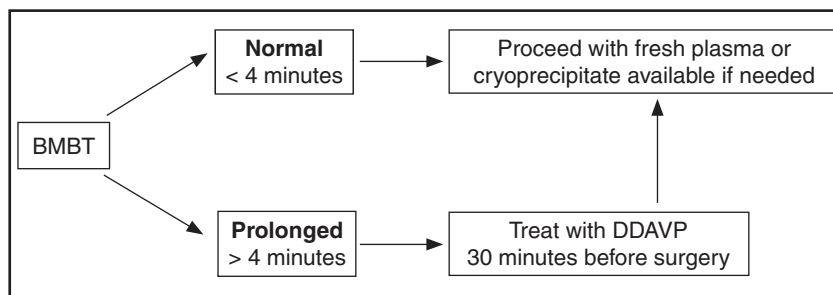 BMBT
Normal
< 4 minutes
Proceed with fresh plasma or
cryoprecipitate available if needed
Prolonged
> 4 minutes
Treat with DDAVP
30 minutes before surgery